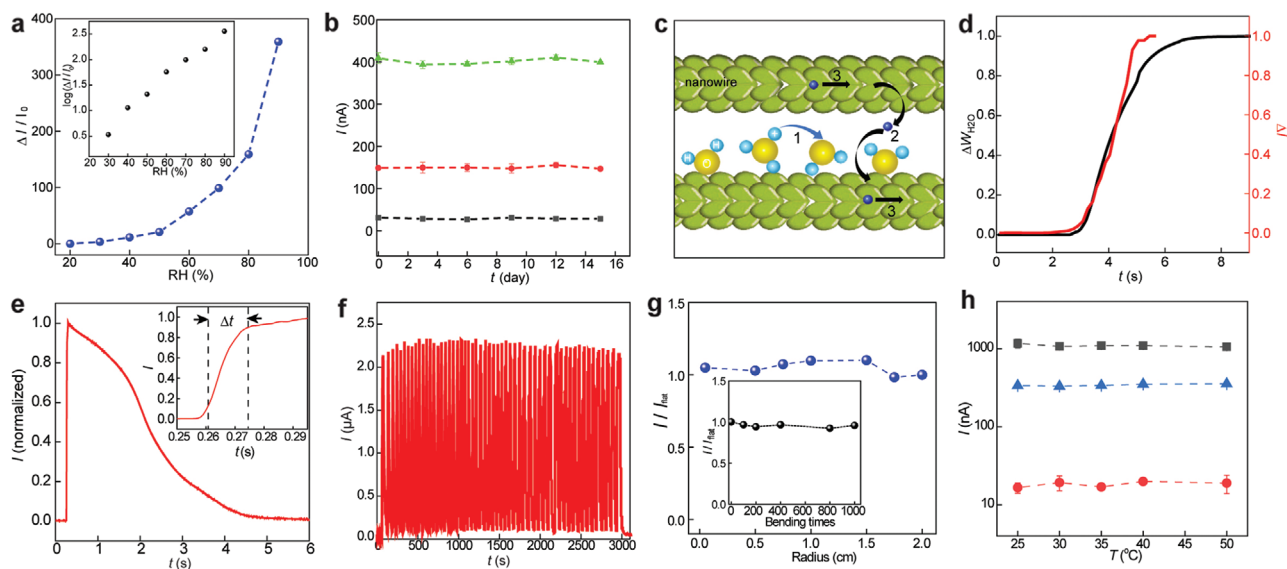 a
400
300
200
100
0
Δ I / I0
20 40 60 80 100
RH (%)
2.5
2.0
1.5
1.0
0.5
log (Δ I / I0)
20 30 40 50 60 70 80 90
RH (%)
b
500
400
300
200
100
0
I (nA)
0 2 4 6 8 10 12 14 16
t (day)
c
nanowire
3
2
1
H
H
O
+
3
d
1.0
0.8
0.6
0.4
0.2
0.0
ΔWH2O
0 2 4 6 8
t (s)
1.0
0.8
0.6
0.4
0.2
0.0
ΔI
e
1.0
0.8
0.6
0.4
0.2
0.0
I (normalized)
0 1 2 3 4 5 6
t (s)
Δt
1.0
0.8
0.6
0.4
0.2
0.0
I
0.25 0.26 0.27 0.28 0.29
t (s)
f
2.5
2.0
1.5
1.0
0.5
0.0
I (µA)
0 500 1000 1500 2000 2500 3000
t (s)
g
1.5
1.0
0.5
0.0
I / Iflat
0.0 0.5 1.0 1.5 2.0
Radius (cm)
1.5
1.0
0.5
0.0
I / Iflat
0 200 400 600 800 1000
Bending times
h
1000
100
10
I (nA)
25 30 35 40 45 50
T (°C)